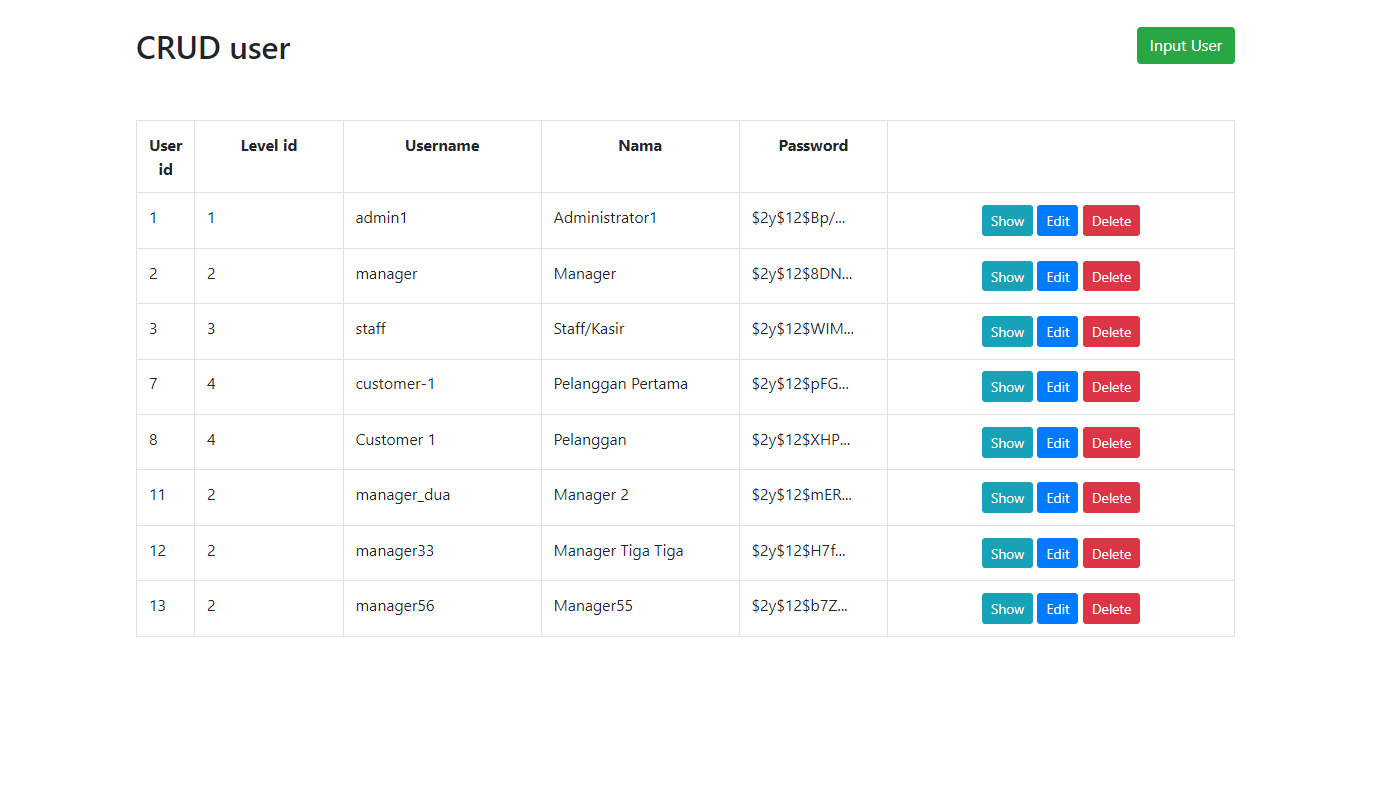 CRUD user
Input User
User id Level id Username Nama Password
1 1 admin1 Administrator1 $2y$12$Bp/... Show Edit Delete
2 2 manager Manager $2y$12$8DN... Show Edit Delete
3 3 staff Staff/Kasir $2y$12$WIM... Show Edit Delete
7 4 customer-1 Pelanggan Pertama $2y$12$pFG... Show Edit Delete
8 4 Customer 1 Pelanggan $2y$12$XHP... Show Edit Delete
11 2 manager_dua Manager 2 $2y$12$mER... Show Edit Delete
12 2 manager33 Manager Tiga Tiga $2y$12$H7f... Show Edit Delete
13 2 manager56 Manager55 $2y$12$b7Z... Show Edit Delete